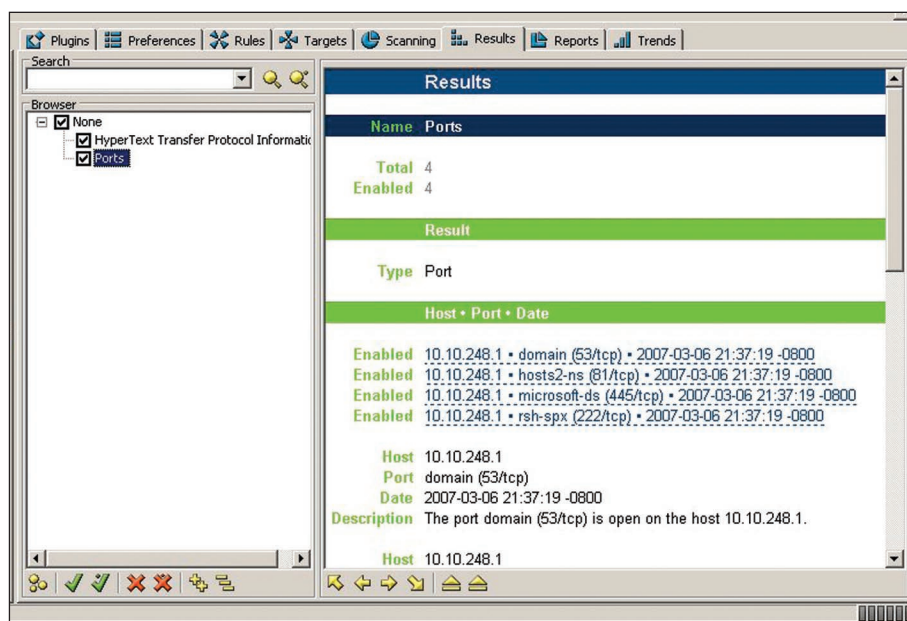 Plugins Preferences Rules Targets Scanning Results Reports Trends
Search
Browser
None
HyperText Transfer Protocol Informatic
Ports
Results
Name Ports
Total 4
Enabled 4
Result
Type Port
Host • Port • Date
Enabled 10.10.248.1 • domain (53/tcp) • 2007-03-06 21:37:19 -0800
Enabled 10.10.248.1 • hosts2-ns (81/tcp) • 2007-03-06 21:37:19 -0800
Enabled 10.10.248.1 • microsoft-ds (445/tcp) • 2007-03-06 21:37:19 -0800
Enabled 10.10.248.1 • rsh-spx (222/tcp) • 2007-03-06 21:37:19 -0800
Host 10.10.248.1
Port domain (53/tcp)
Date 2007-03-06 21:37:19 -0800
Description The port domain (53/tcp) is open on the host 10.10.248.1.
Host 10.10.248.1